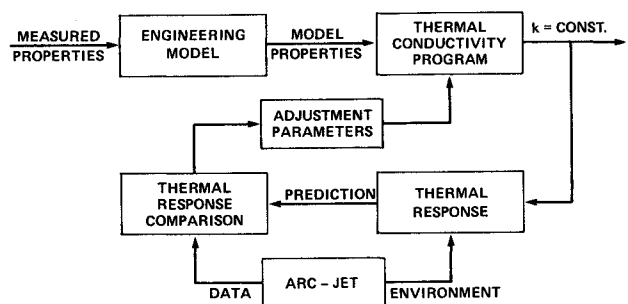 MEASURED
PROPERTIES
ENGINEERING
MODEL
MODEL
PROPERTIES
THERMAL
CONDUCTIVITY
PROGRAM
k = CONST.
ADJUSTMENT
PARAMETERS
THERMAL
RESPONSE
COMPARISON
PREDICTION
THERMAL
RESPONSE
DATA
ARC – JET
ENVIRONMENT